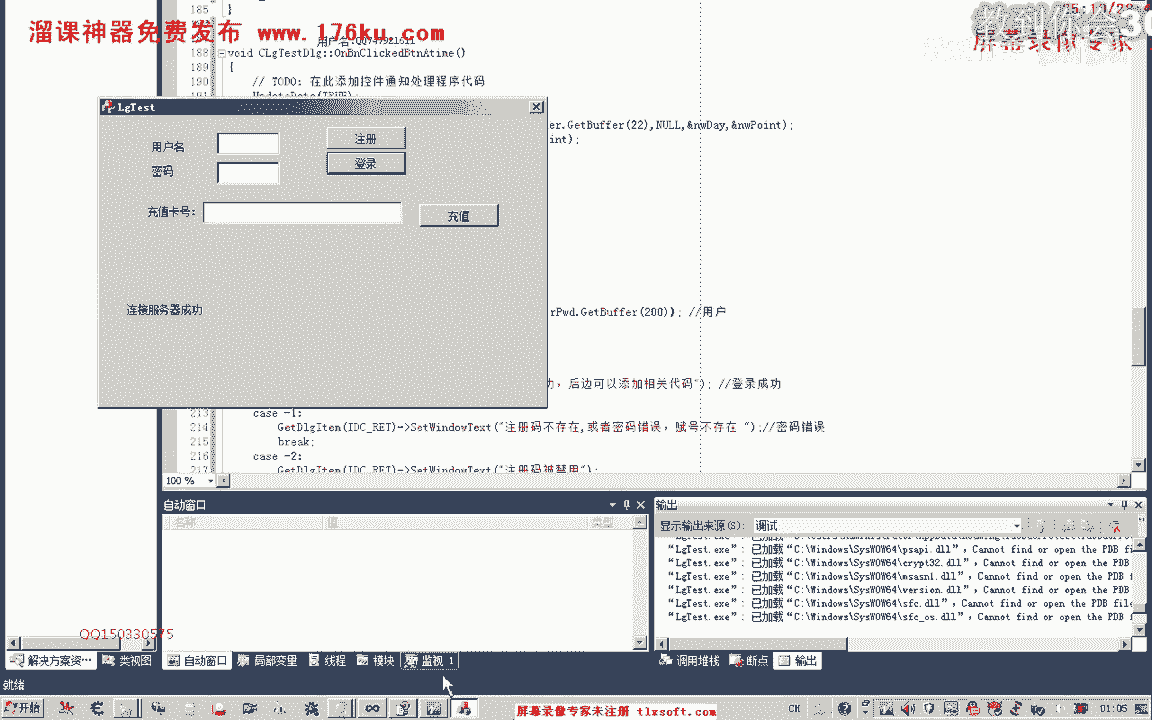 185 }
溜课神器免费发布 www.176ku.com
屏幕录像专家
188 void CLgTestDlg::OnBnClickedBtnAtime()
189 {
190 // TODO: 在此添加控件通知处理程序代码
LgTest
er.GetBuffer(22),NULL,&nwDay,&nwPoint);
int);
用户名
注册
密码
登录
充值卡号:
充值
连接服务器成功
rPwd.GetBuffer(200)); //用户
功，后边可以添加相关代码"); //登录成功
213 case -1:
214 GetDlgItem(IDC_RET)->SetWindowText("注册码不存在,或者密码错误，赋号不存在 ");//密码错误
215 break;
216 case -2:
217 GetDlgItem(IDC_RET)->SetWindowText("注册码被禁用");
100 %
自动窗口
输出
名称 值 类型
显示输出来源(S): 调试
“LgTest.exe”: 已加载“C:\Windows\SysWOW64\psapi.dll”，Cannot find or open the PDB fi
“LgTest.exe”: 已加载“C:\Windows\SysWOW64\crypt32.dll”，Cannot find or open the PDB
“LgTest.exe”: 已加载“C:\Windows\SysWOW64\msasn1.dll”，Cannot find or open the PDB
“LgTest.exe”: 已加载“C:\Windows\SysWOW64\version.dll”，Cannot find or open the PDB
“LgTest.exe”: 已加载“C:\Windows\SysWOW64\sfc.dll”，Cannot find or open the PDB file
“LgTest.exe”: 已加载“C:\Windows\SysWOW64\sfc_os.dll”，Cannot find or open the PDB
QQ150330575
解决方案资… 类视图 自动窗口 局部变量 线程 模块 监视 1 调用堆栈 断点 输出
就绪
开始
屏幕录像专家未注册 tlxsoft.com
CH
01:05